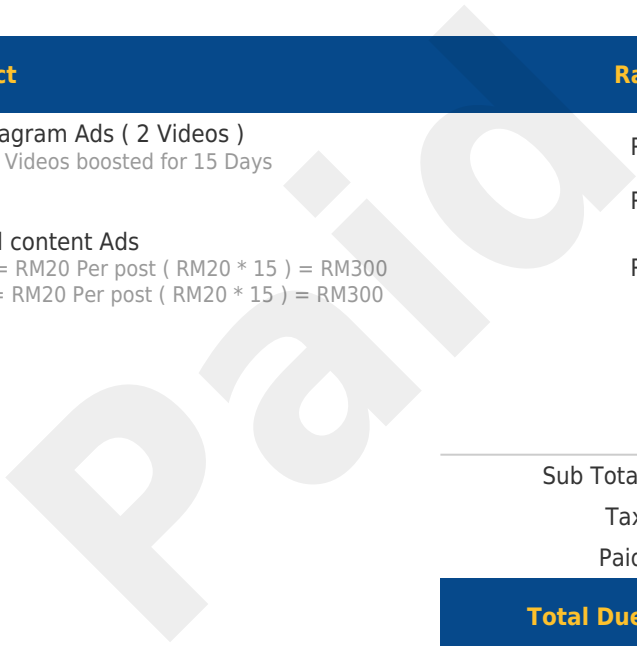 ct Ra
agram Ads ( 2 Videos )
Videos boosted for 15 Days
l content Ads
= RM20 Per post ( RM20 * 15 ) = RM300
= RM20 Per post ( RM20 * 15 ) = RM300
Sub Tota
Tax
Paid
Total Due
Paid